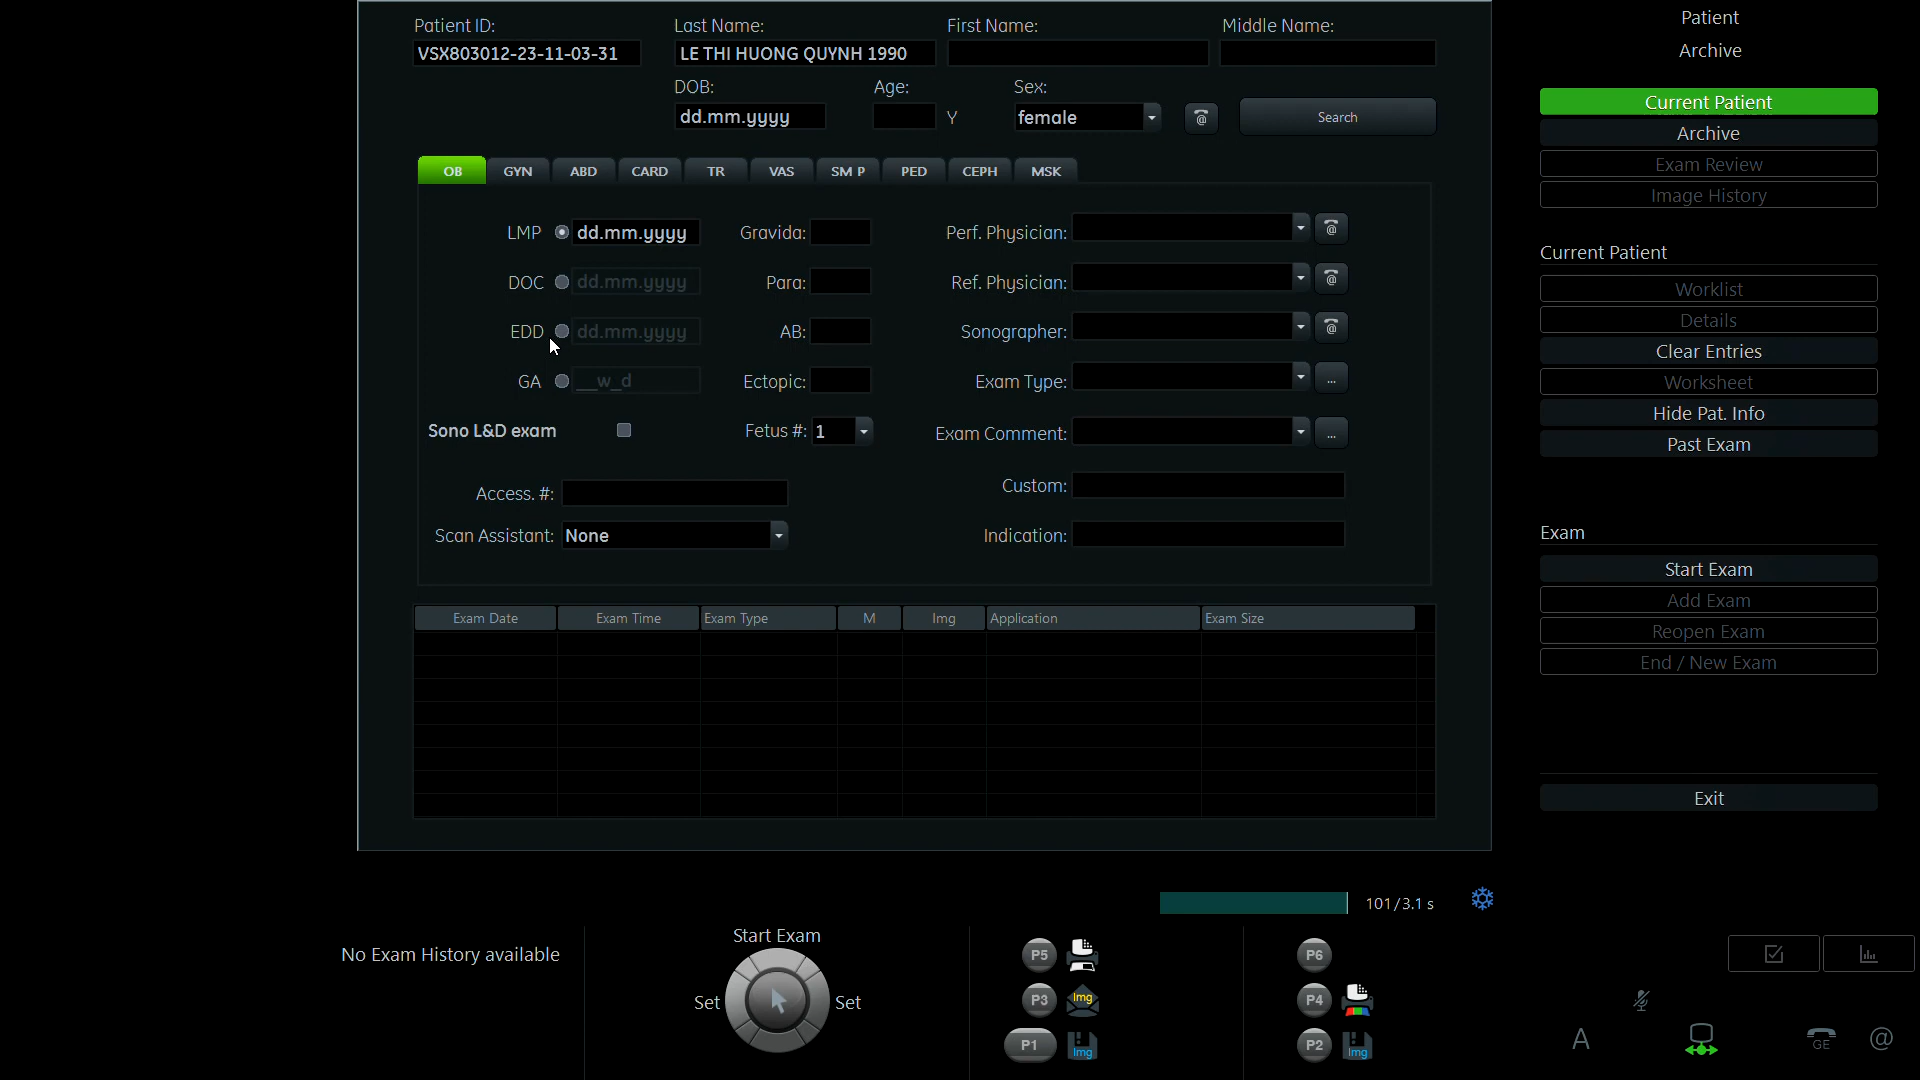 Patient ID: Last Name: First Name: Middle Name:
VSX803012-23-11-03-31 LE THI HUONG QUYNH 1990
DOB: Age: Sex:
dd.mm.yyyy Y female @ Search
OB GYN ABD CARD TR VAS SM P PED CEPH MSK
LMP dd.mm.yyyy Gravida: Perf. Physician: @
DOC dd.mm.yyyy Para: Ref. Physician: @
EDD dd.mm.yyyy AB: Sonographer: @
GA __w_d Ectopic: Exam Type: ...
Sono L&D exam Fetus #: 1 Exam Comment: ...
Access. #: Custom:
Scan Assistant: None Indication:
Exam Date Exam Time Exam Type M Img Application Exam Size
101/3.1 s
No Exam History available
Start Exam
Set Set
P5
P3 Img
P1 Img
P6
P4
P2 Img
Patient
Archive
Current Patient
Archive
Exam Review
Image History
Current Patient
Worklist
Details
Clear Entries
Worksheet
Hide Pat. Info
Past Exam
Exam
Start Exam
Add Exam
Reopen Exam
End / New Exam
Exit
A GE @